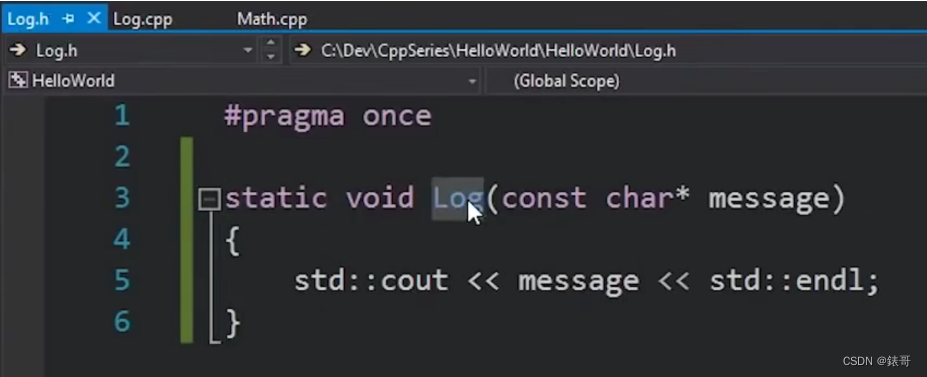 Log.h Log.cpp Math.cpp
Log.h C:\Dev\CppSeries\HelloWorld\HelloWorld\Log.h
HelloWorld (Global Scope)
1 #pragma once
2
3 static void Log(const char* message)
4 {
5 std::cout << message << std::endl;
6 }
CSDN @錶哥